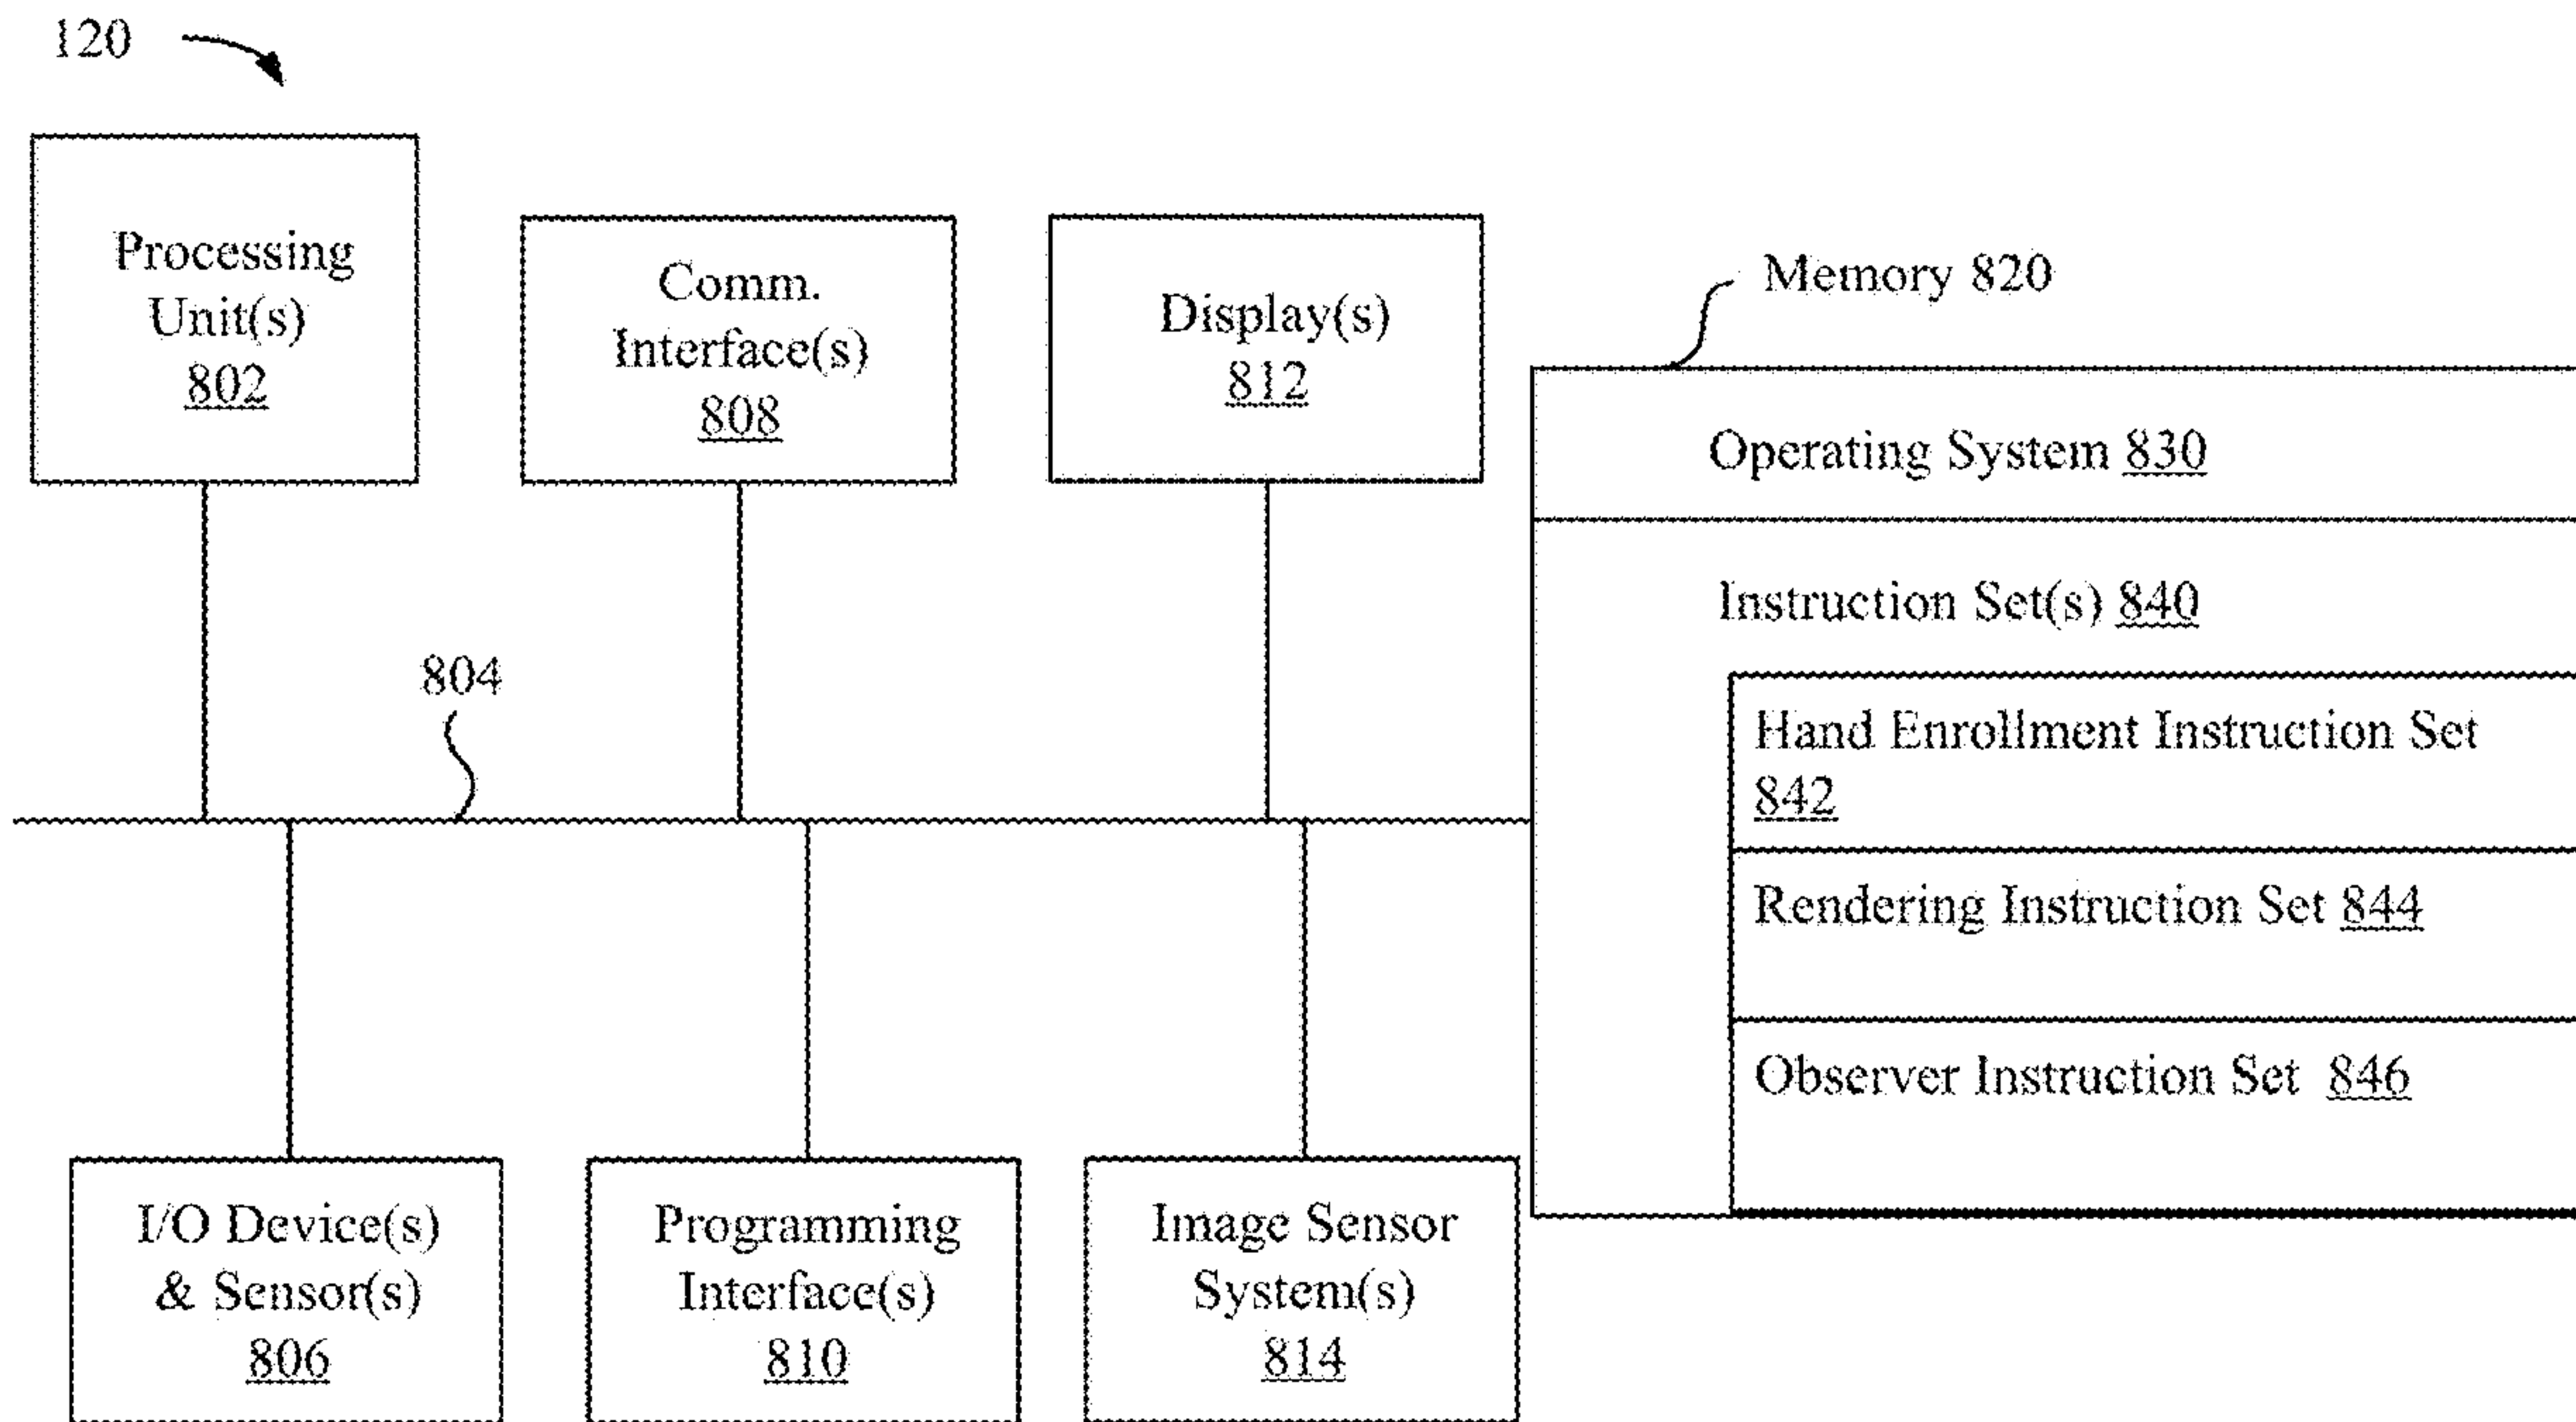 120
Processing
Unit(s)
802
Comm.
Interface(s)
808
Display(s)
812
Memory 820
Operating System 830
Instruction Set(s) 840
Hand Enrollment Instruction Set
842
Rendering Instruction Set 844
Observer Instruction Set 846
804
I/O Device(s)
& Sensor(s)
806
Programming
Interface(s)
810
Image Sensor
System(s)
814